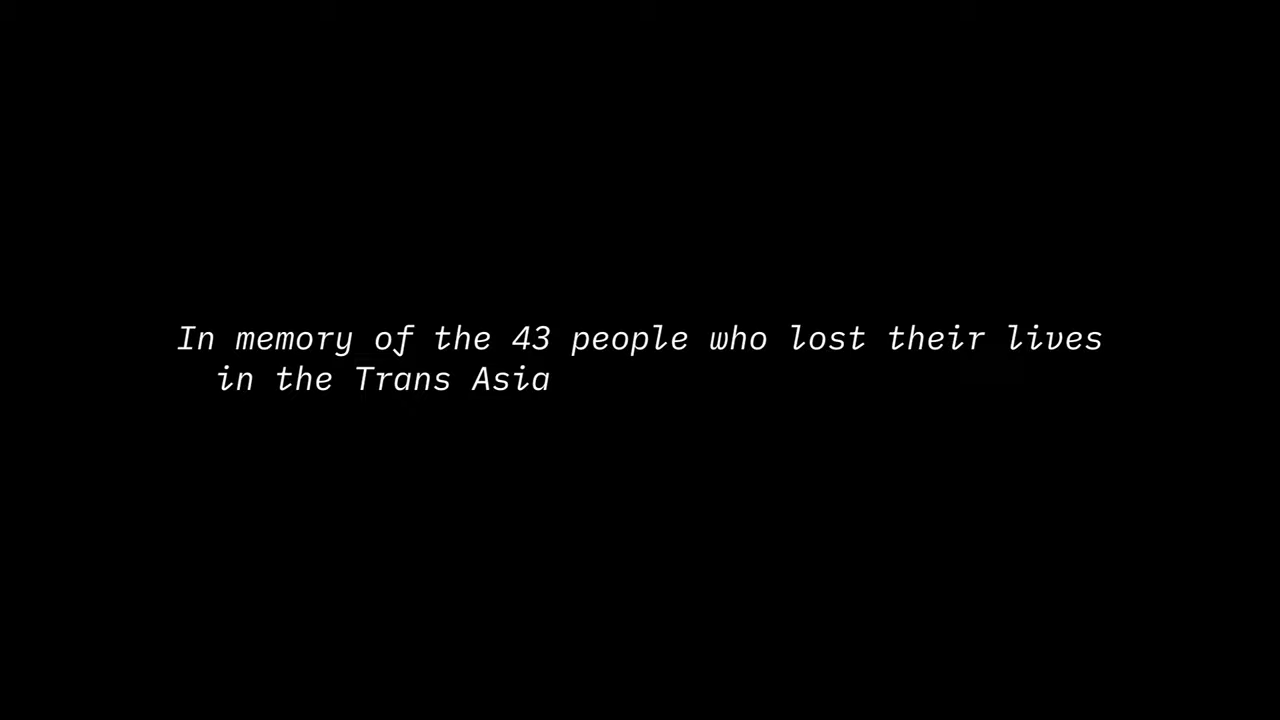 In memory of the 43 people who lost their lives
in the Trans Asia